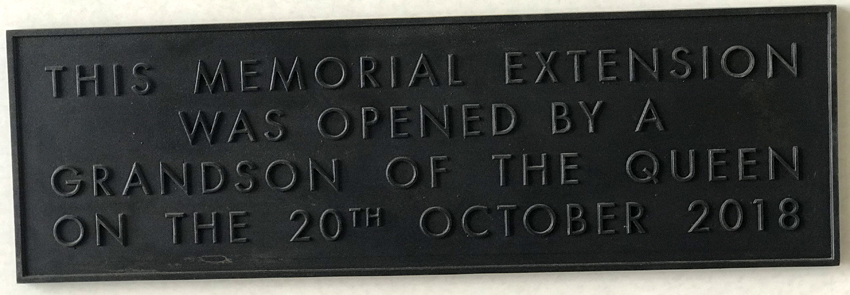 THIS MEMORIAL EXTENSION
WAS OPENED BY A
GRANDSON OF THE QUEEN
ON THE 20TH OCTOBER 2018